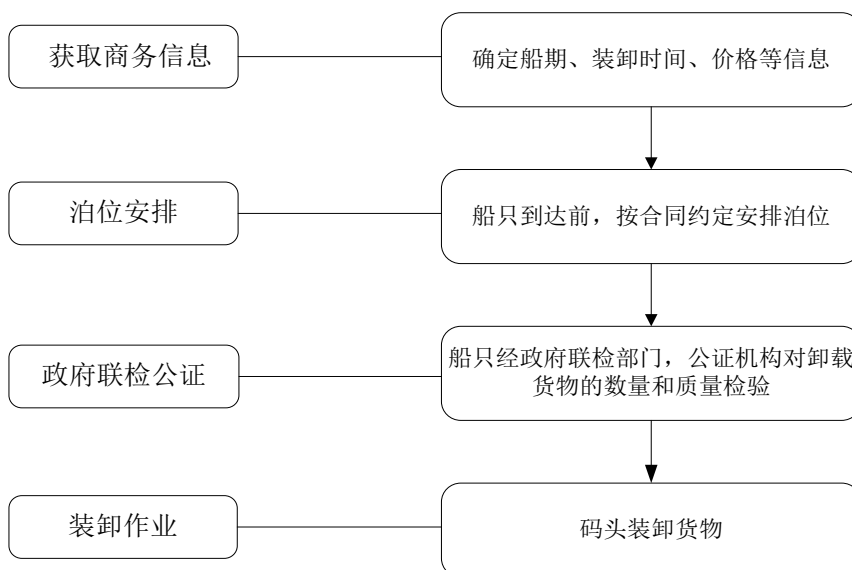 获取商务信息
确定船期、装卸时间、价格等信息
泊位安排
船只到达前，按合同约定安排泊位
政府联检公证
船只经政府联检部门，公证机构对卸载
货物的数量和质量检验
装卸作业
码头装卸货物